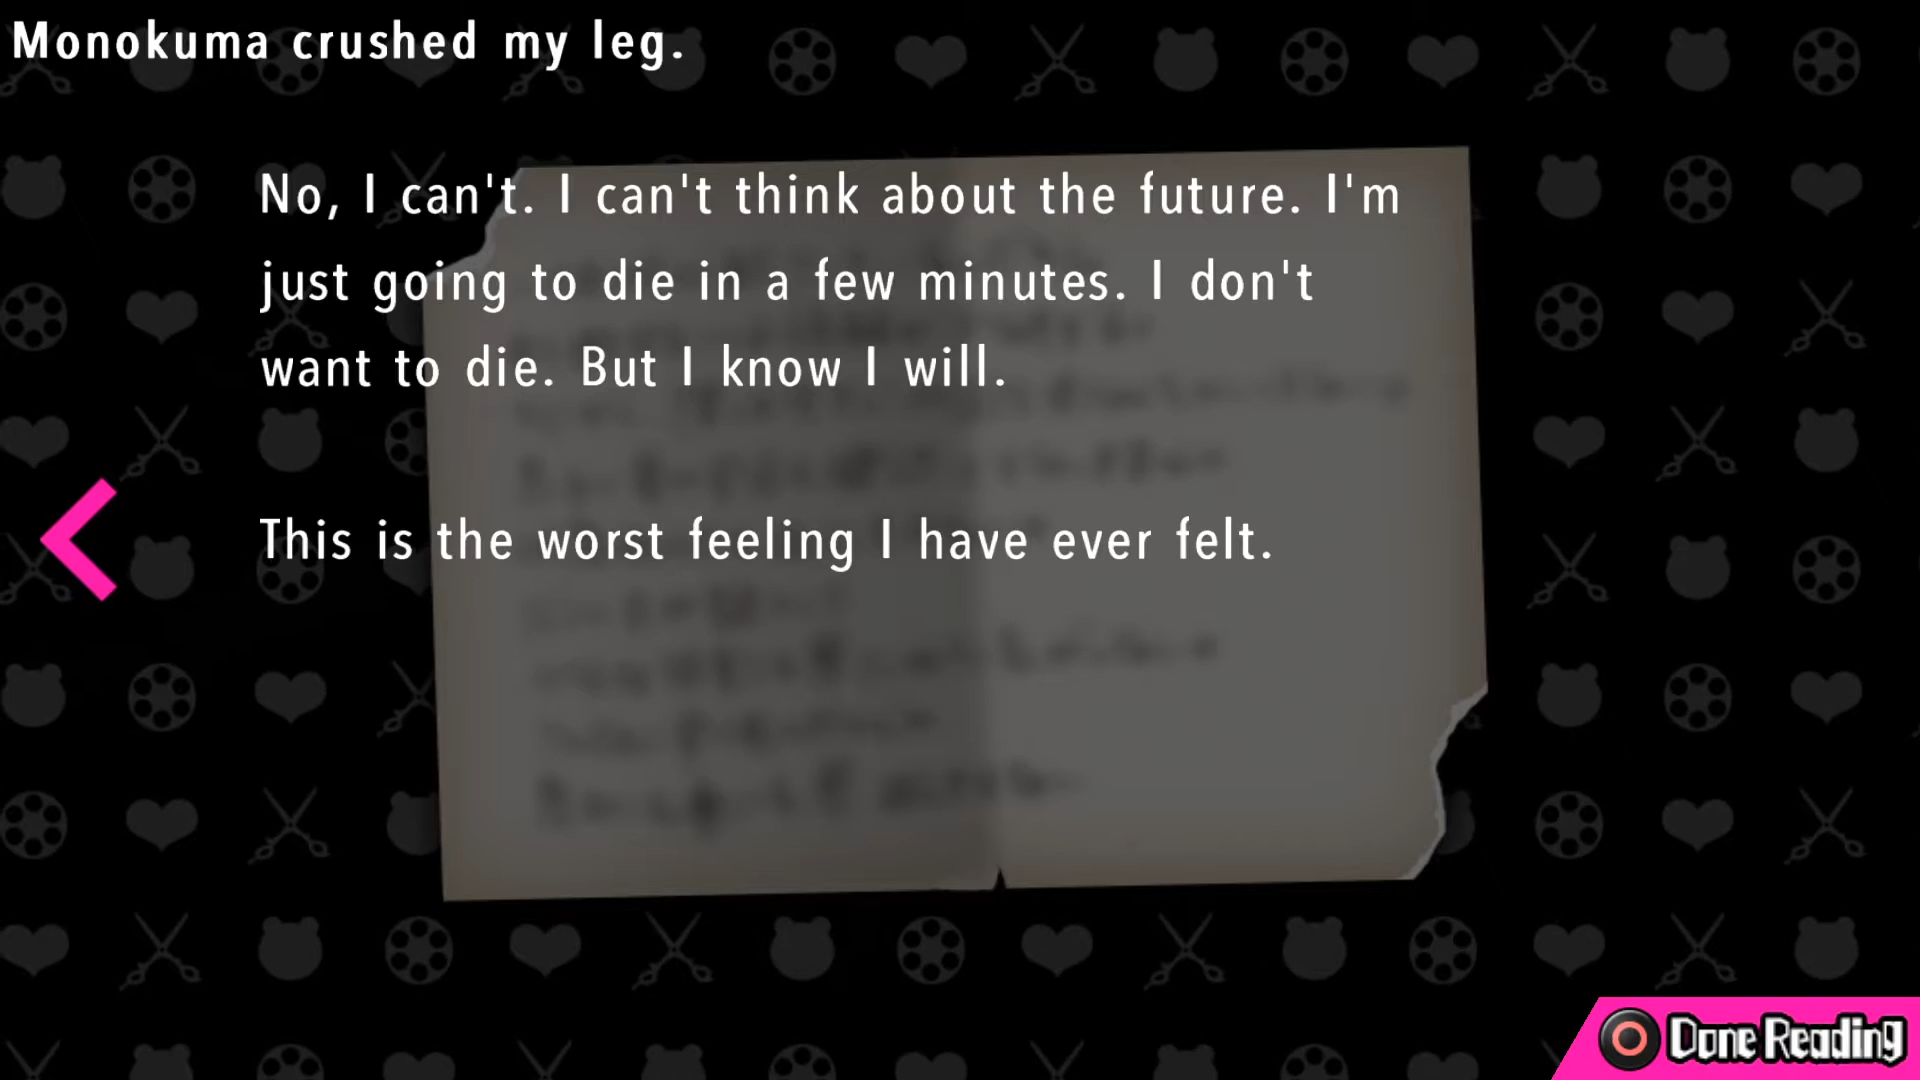 Monokuma crushed my leg.
No, I can't. I can't think about the future. I'm
just going to die in a few minutes. I don't
want to die. But I know I will.
This is the worst feeling I have ever felt.
Done Reading